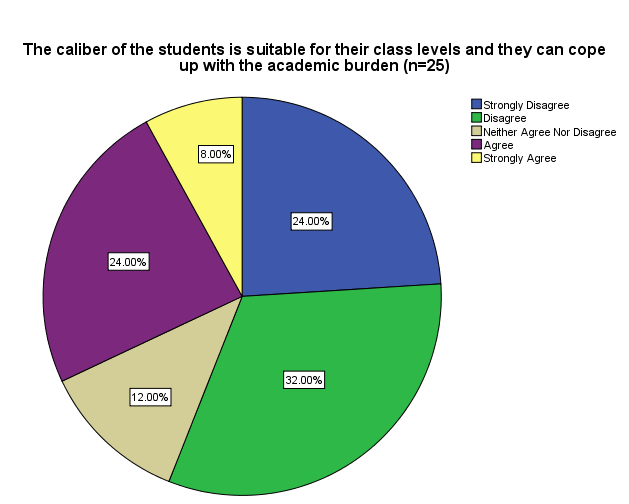 The caliber of the students is suitable for their class levels and they can cope
up with the academic burden (n=25)
Strongly Disagree
Disagree
Neither Agree Nor Disagree
Agree
Strongly Agree
8.00%
24.00%
24.00%
32.00%
12.00%